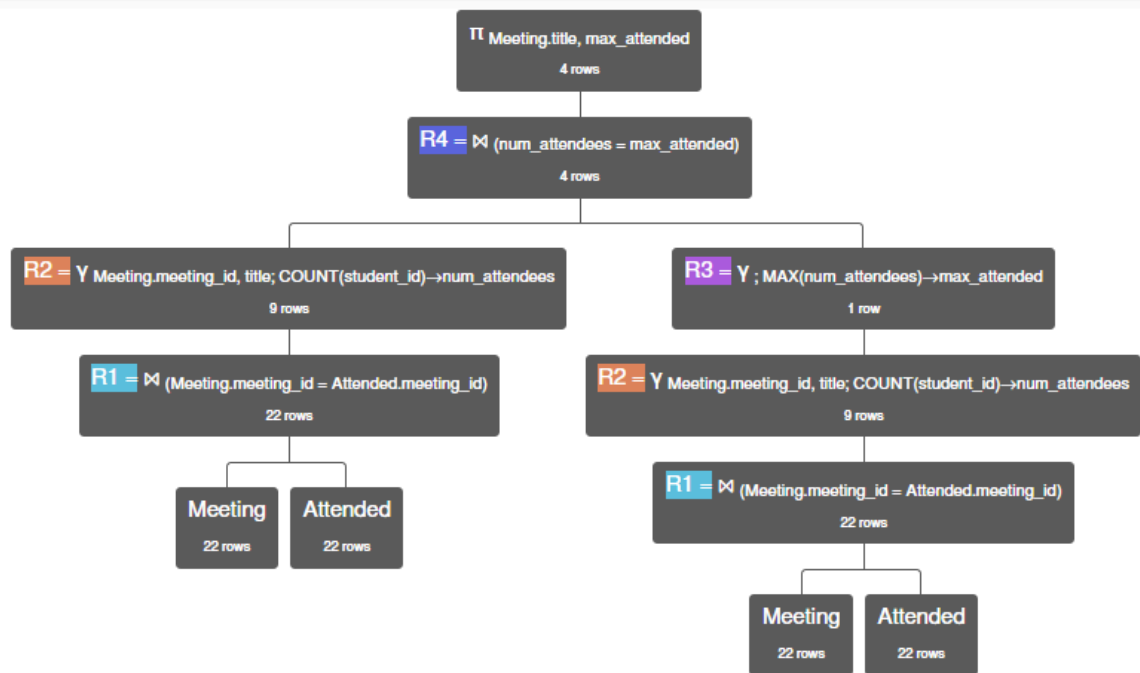 π Meeting.title, max_attended
4 rows
R4 = ⋈ (num_attendees = max_attended)
4 rows
R2 = γ Meeting.meeting_id, title; COUNT(student_id)→num_attendees
9 rows
R3 = γ ; MAX(num_attendees)→max_attended
1 row
R1 = ⋈ (Meeting.meeting_id = Attended.meeting_id)
22 rows
R2 = γ Meeting.meeting_id, title; COUNT(student_id)→num_attendees
9 rows
Meeting
22 rows
Attended
22 rows
R1 = ⋈ (Meeting.meeting_id = Attended.meeting_id)
22 rows
Meeting
22 rows
Attended
22 rows